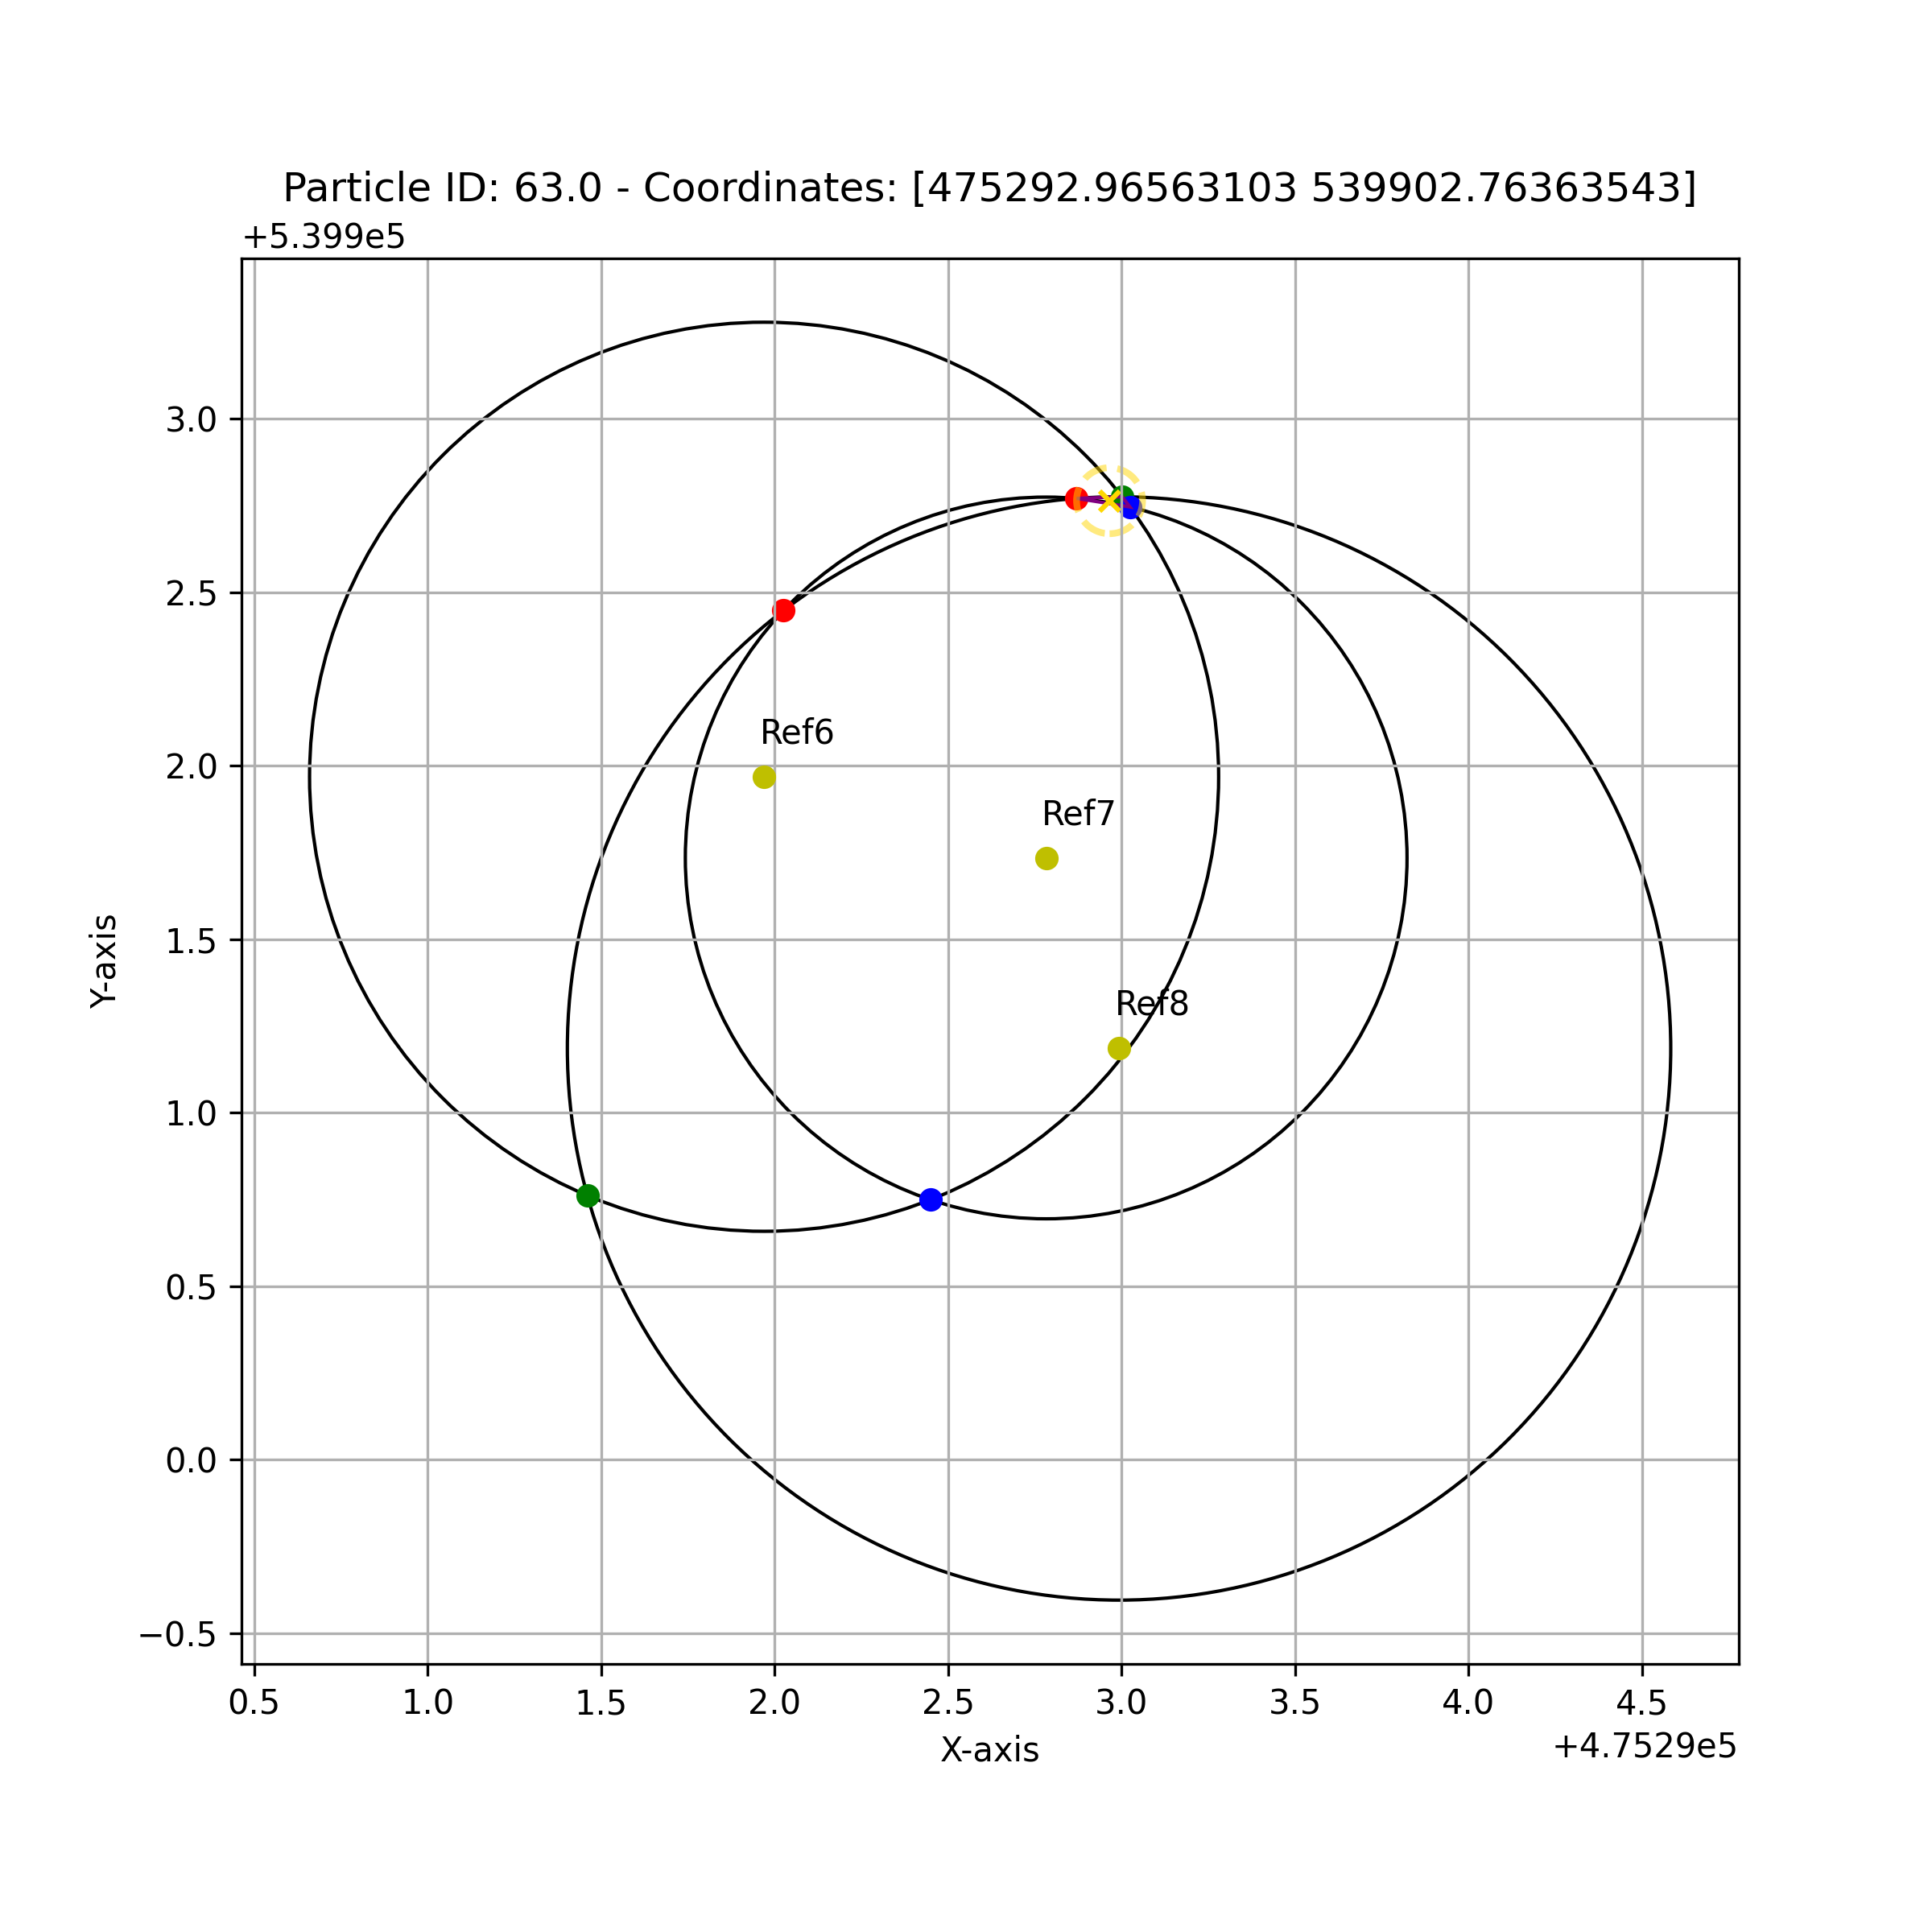 Particle ID: 63.0 - Coordinates: [475292.96563103 539902.76363543]
+5.399e5
3.0
2.5
Ref6
2.0
Ref7
1.5
Y-axis
Ref8
1.0
0.5
0.0
−0.5
0.5 1.0 1.5 2.0 2.5 3.0 3.5 4.0 4.5
X-axis
+4.7529e5